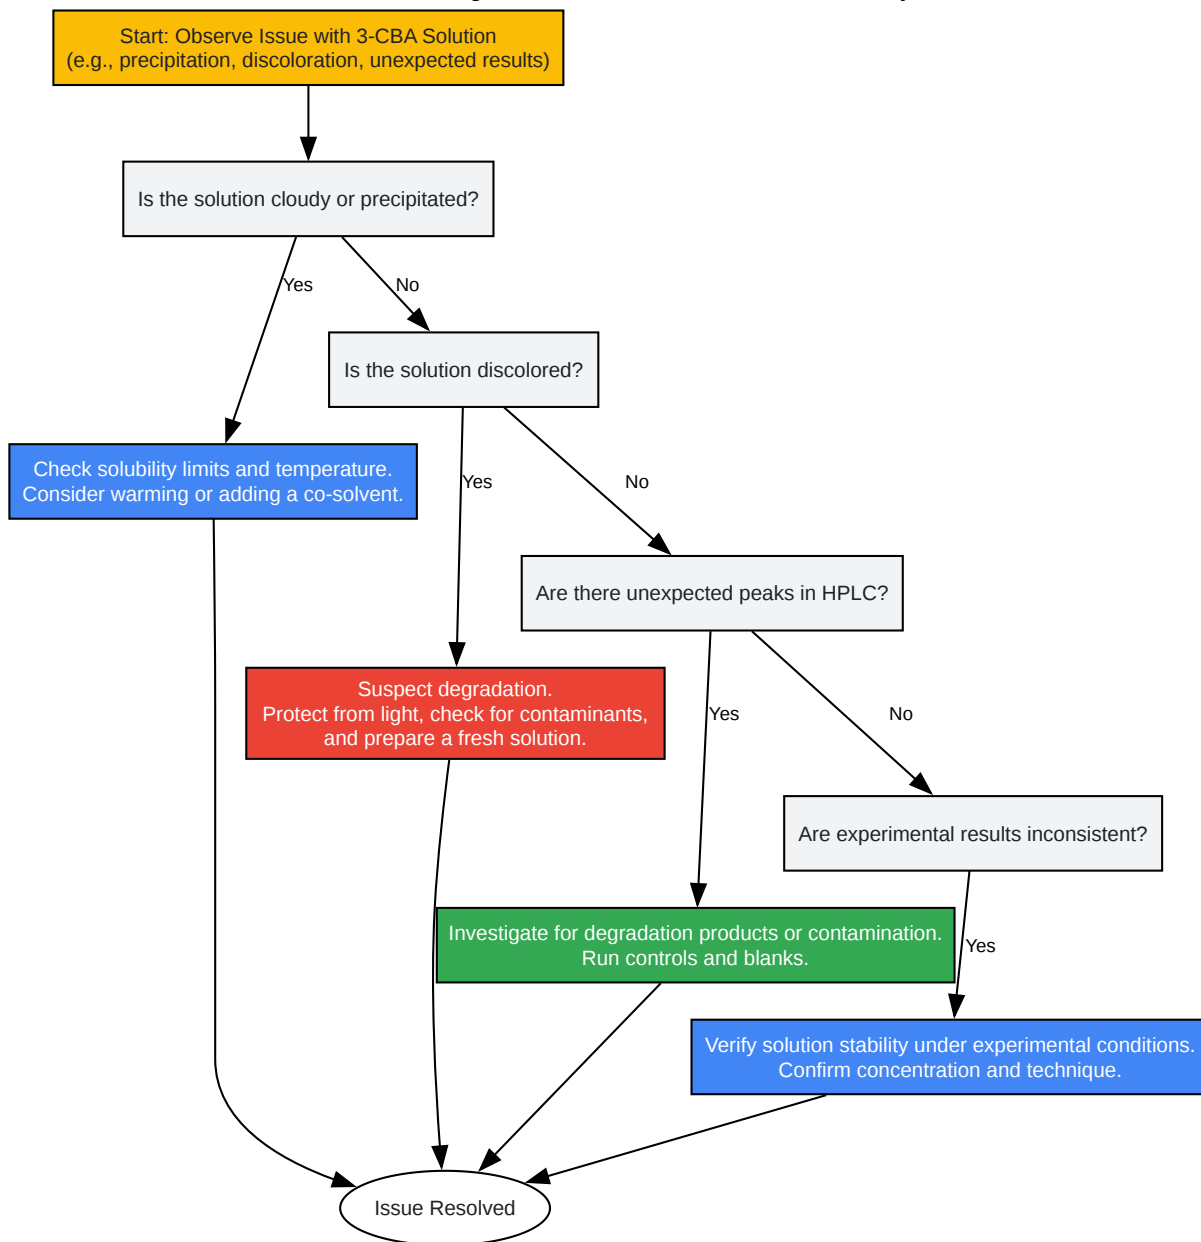 Start: Observe Issue with 3-CBA Solution
(e.g., precipitation, discoloration, unexpected results)
Is the solution cloudy or precipitated?
Yes
No
Is the solution discolored?
Check solubility limits and temperature.
Consider warming or adding a co-solvent.
Yes
No
Are there unexpected peaks in HPLC?
Suspect degradation.
Protect from light, check for contaminants,
and prepare a fresh solution.
Yes
No
Are experimental results inconsistent?
Investigate for degradation products or contamination.
Run controls and blanks.
Yes
Verify solution stability under experimental conditions.
Confirm concentration and technique.
Issue Resolved